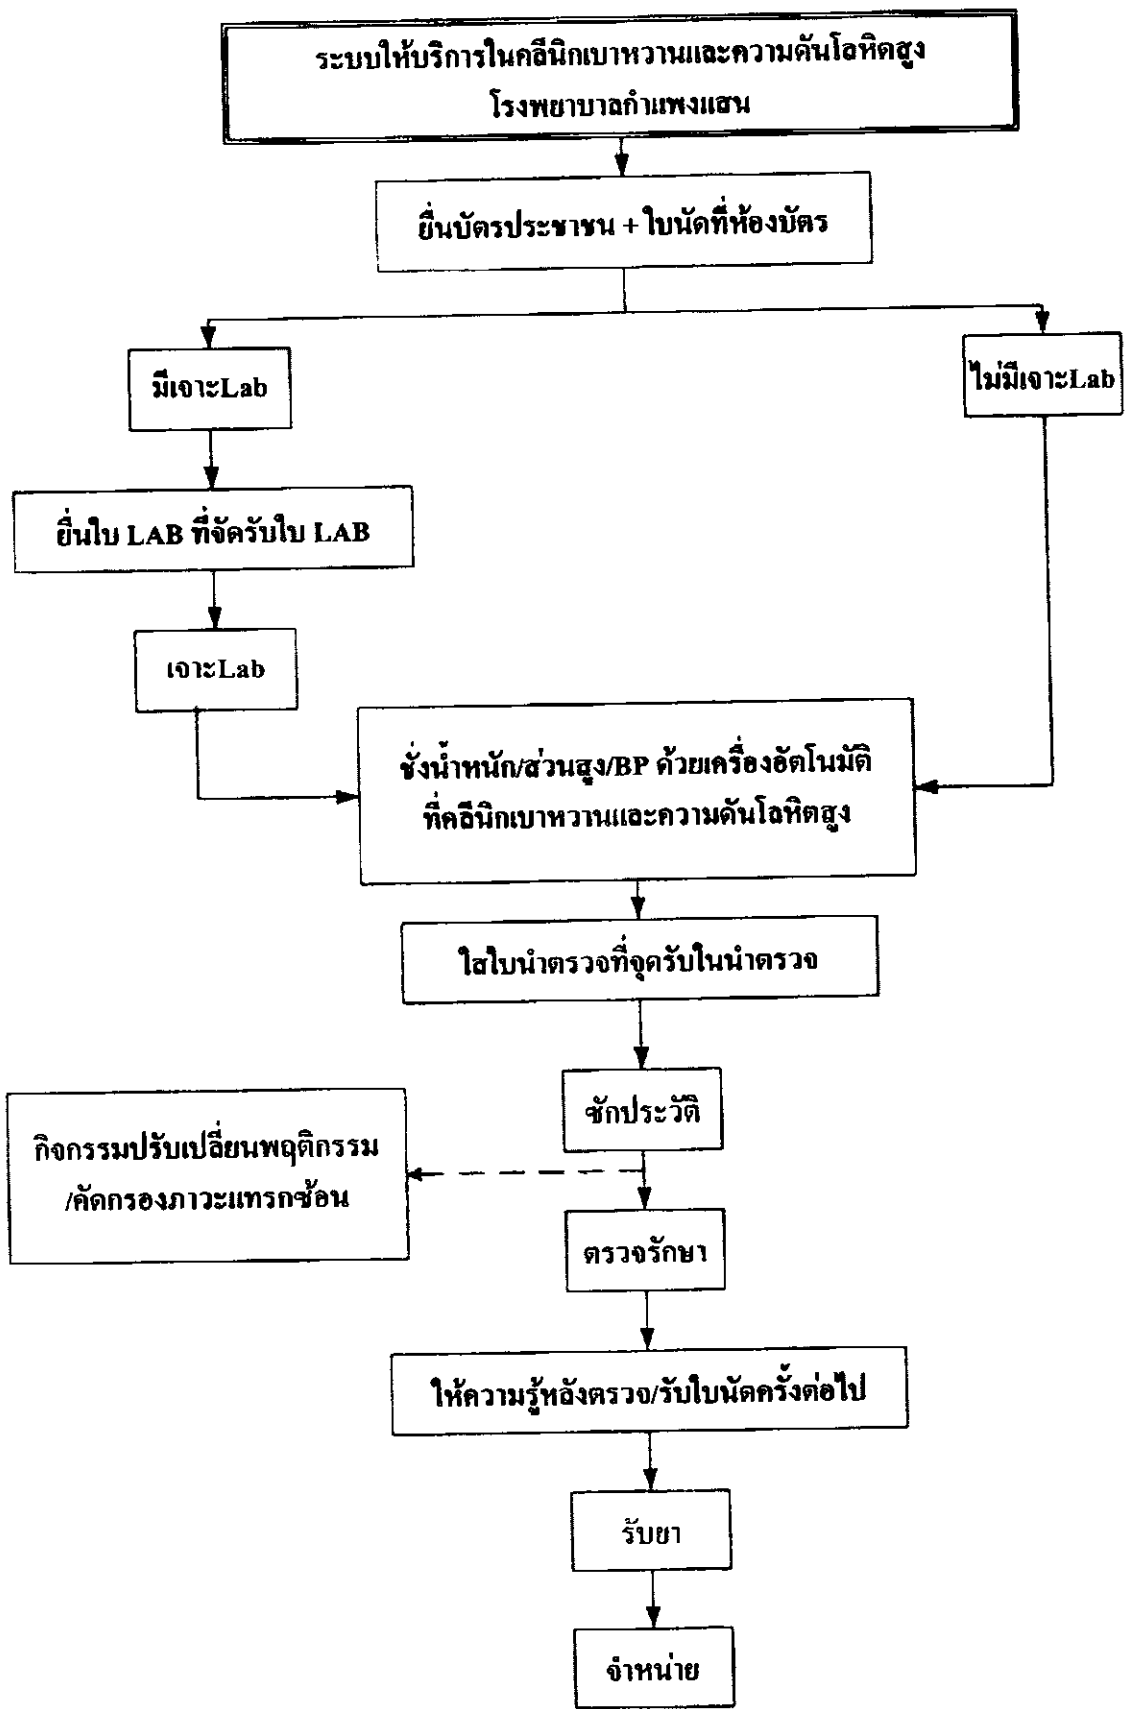 ระบบให้บริการในคลีนิกเบาหวานและความดันโลหิตสูง
โรงพยาบาลกำแพงแสน
ยื่นบัตรประชาชน + ใบนัดที่ห้องบัตร
มีเจาะLab
ไม่มีเจาะLab
ยื่นใบ LAB ที่จัดรับใบ LAB
เจาะLab
ชั่งน้ำหนัก/ส่วนสูง/BP ด้วยเครื่องอัตโนมัติ
ที่คลีนิกเบาหวานและความดันโลหิตสูง
ใสใบนำตรวจที่จุดรับในนำตรวจ
ซักประวัติ
กิจกรรมปรับเปลี่ยนพฤติกรรม
/คัดกรองภาวะแทรกซ้อน
ตรวจรักษา
ให้ความรู้หลังตรวจ/รับใบนัดครั้งต่อไป
รับยา
จำหน่าย